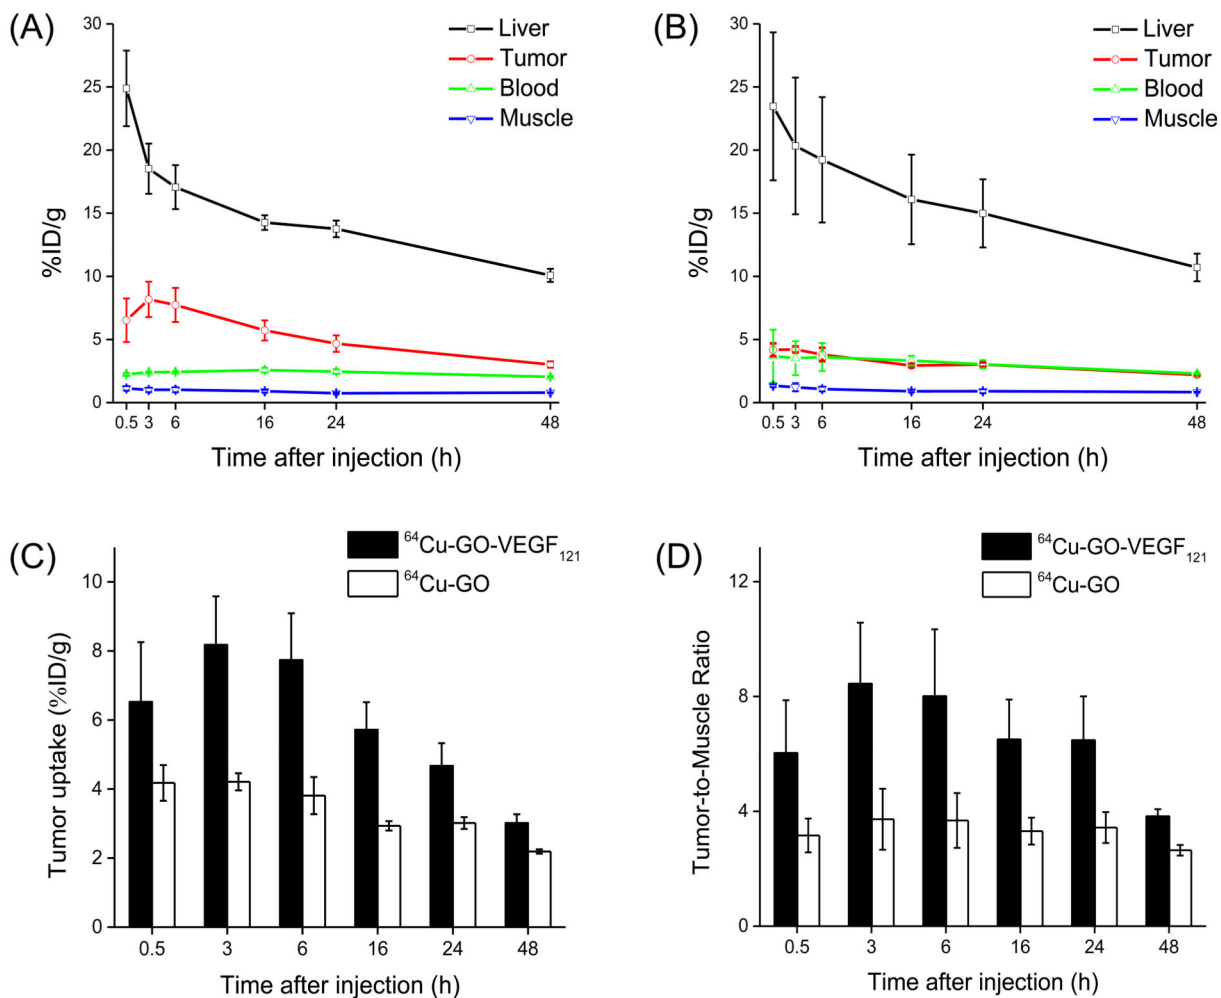 (A)
30
25
20
15
10
5
0
%ID/g
Liver
Tumor
Blood
Muscle
0.5 3 6 16 24 48
Time after injection (h)
(B)
30
25
20
15
10
5
0
%ID/g
Liver
Tumor
Blood
Muscle
0.5 3 6 16 24 48
Time after injection (h)
(C)
⁶⁴Cu-GO-VEGF₁₂₁
⁶⁴Cu-GO
10
8
6
4
2
0
Tumor uptake (%ID/g)
0.5 3 6 16 24 48
Time after injection (h)
(D)
⁶⁴Cu-GO-VEGF₁₂₁
⁶⁴Cu-GO
12
8
4
0
Tumor-to-Muscle Ratio
0.5 3 6 16 24 48
Time after injection (h)